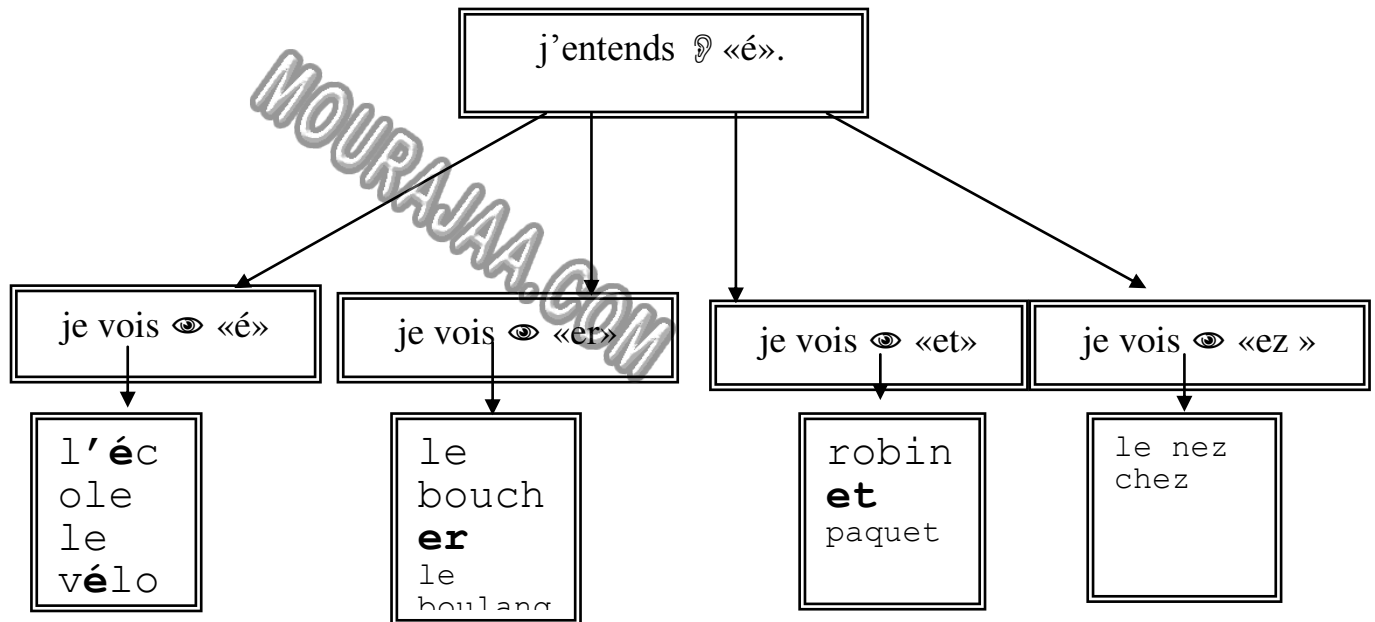 j'entends 👂 «é».
MOURAJAA.COM
je vois 👁 «é»
je vois 👁 «er»
je vois 👁 «et»
je vois 👁 «ez »
l'éc
ole
le
vélo
le
bouch
er
le
boulang
robin
et
paquet
le nez
chez